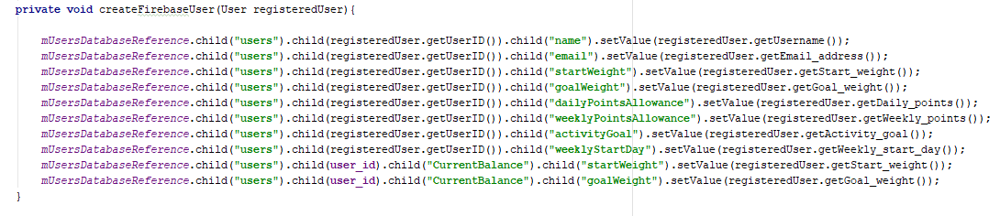 private void createFirebaseUser(User registeredUser){
mUsersDatabaseReference.child("users").child(registeredUser.getUserID()).child("name").setValue(registeredUser.getUsername());
mUsersDatabaseReference.child("users").child(registeredUser.getUserID()).child("email").setValue(registeredUser.getEmail_address());
mUsersDatabaseReference.child("users").child(registeredUser.getUserID()).child("startWeight").setValue(registeredUser.getStart_weight());
mUsersDatabaseReference.child("users").child(registeredUser.getUserID()).child("goalWeight").setValue(registeredUser.getGoal_weight());
mUsersDatabaseReference.child("users").child(registeredUser.getUserID()).child("dailyPointsAllowance").setValue(registeredUser.getDaily_points());
mUsersDatabaseReference.child("users").child(registeredUser.getUserID()).child("weeklyPointsAllowance").setValue(registeredUser.getWeekly_points());
mUsersDatabaseReference.child("users").child(registeredUser.getUserID()).child("activityGoal").setValue(registeredUser.getActivity_goal());
mUsersDatabaseReference.child("users").child(registeredUser.getUserID()).child("weeklyStartDay").setValue(registeredUser.getWeekly_start_day());
mUsersDatabaseReference.child("users").child(user_id).child("CurrentBalance").child("startWeight").setValue(registeredUser.getStart_weight());
mUsersDatabaseReference.child("users").child(user_id).child("CurrentBalance").child("goalWeight").setValue(registeredUser.getGoal_weight());
}